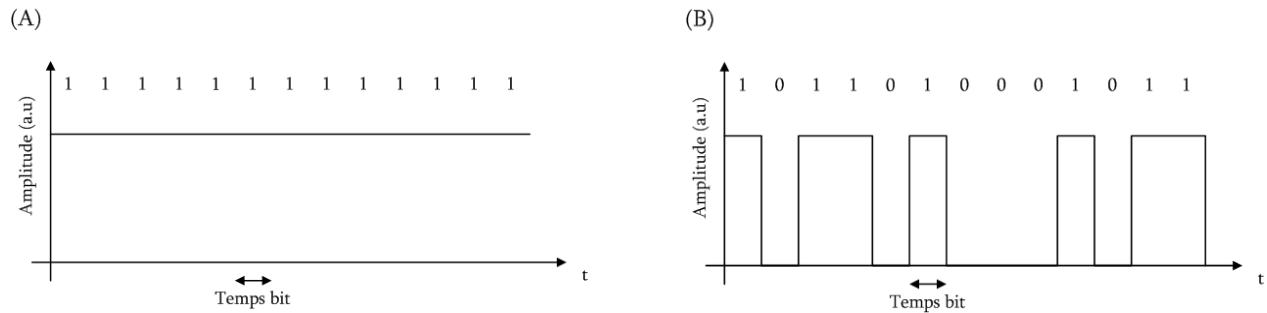 (A)
1 1 1 1 1 1 1 1 1 1 1 1 1
Amplitude (a.u)
t
Temps bit
(B)
1 0 1 1 0 1 0 0 0 1 0 1 1
Amplitude (a.u)
t
Temps bit